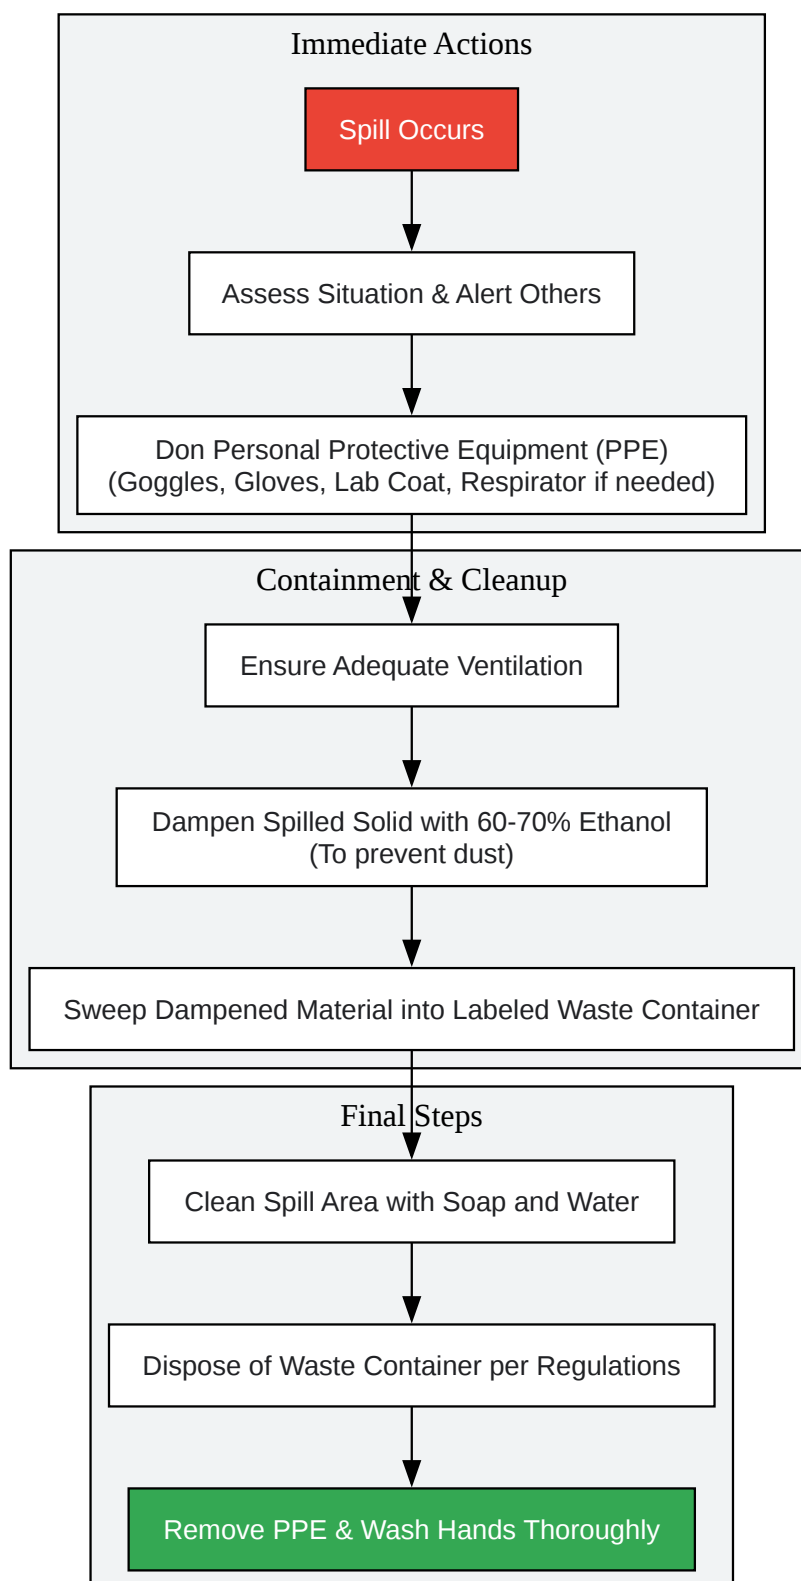 Immediate Actions
Spill Occurs
Assess Situation & Alert Others
Don Personal Protective Equipment (PPE)
(Goggles, Gloves, Lab Coat, Respirator if needed)
Containment & Cleanup
Ensure Adequate Ventilation
Dampen Spilled Solid with 60-70% Ethanol
(To prevent dust)
Sweep Dampened Material into Labeled Waste Container
Final Steps
Clean Spill Area with Soap and Water
Dispose of Waste Container per Regulations
Remove PPE & Wash Hands Thoroughly